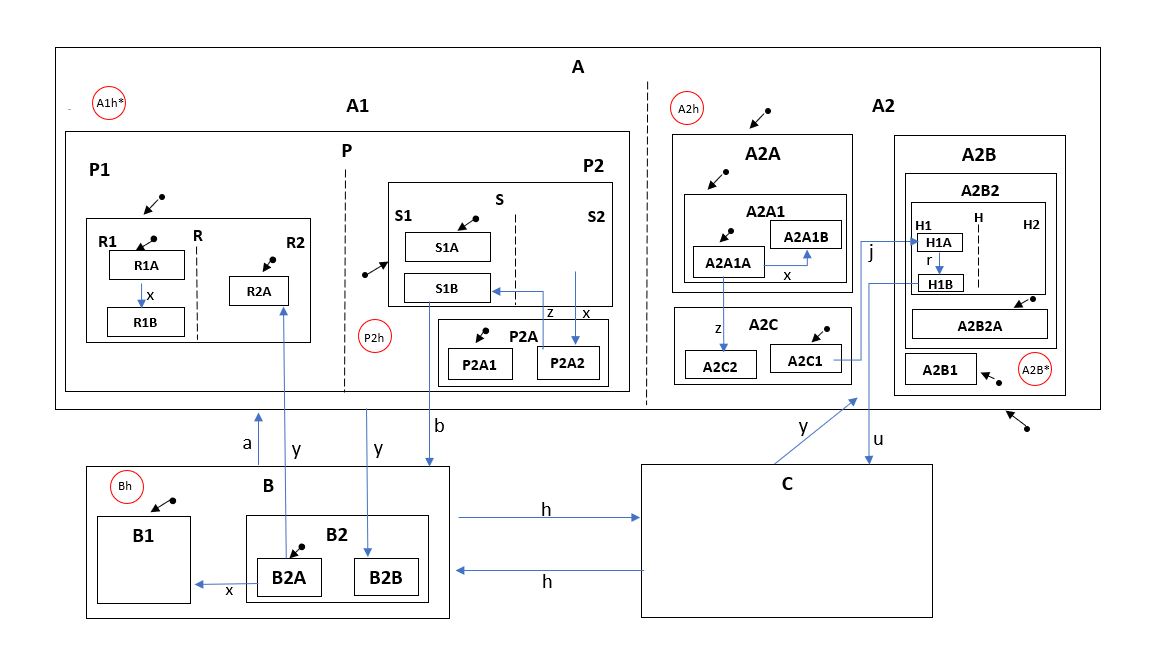 A
A1h*
A1
A2h
A2
P
P1
P2
A2A
A2B
A2B2
S
S1
S2
A2A1
H
H1
H2
R
R1
R2
S1A
A2A1B
H1A
R1A
A2A1A
r
j
x
x
R2A
S1B
H1B
z
x
R1B
P2h
P2A
z
A2C
A2B2A
P2A1
P2A2
A2C2
A2C1
A2B1
A2B*
a
y
y
b
y
u
Bh
B
C
h
B1
B2
B2A
B2B
x
h